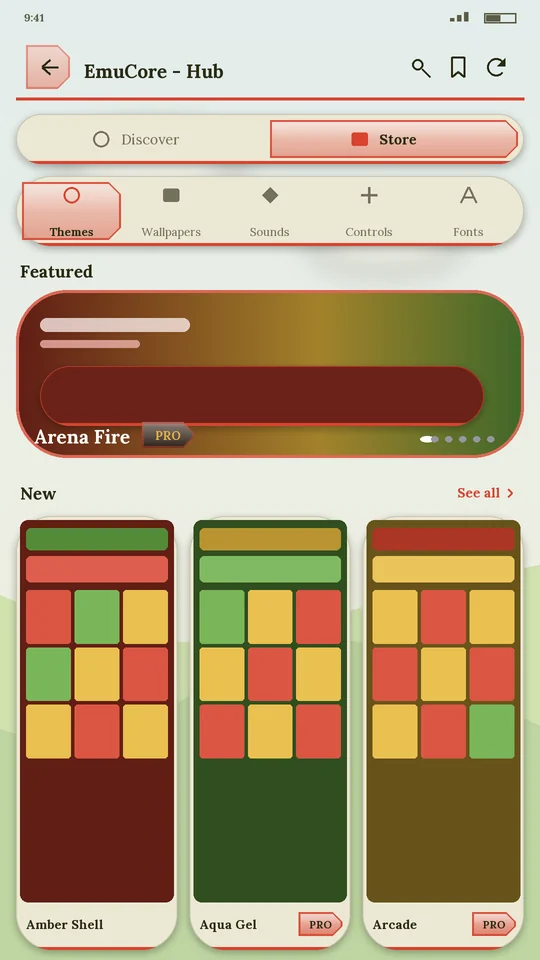 9:41
EmuCore - Hub
Discover
Store
Themes
Wallpapers
Sounds
Controls
Fonts
Featured
Arena Fire
PRO
New
See all
Amber Shell
Aqua Gel
PRO
Arcade
PRO